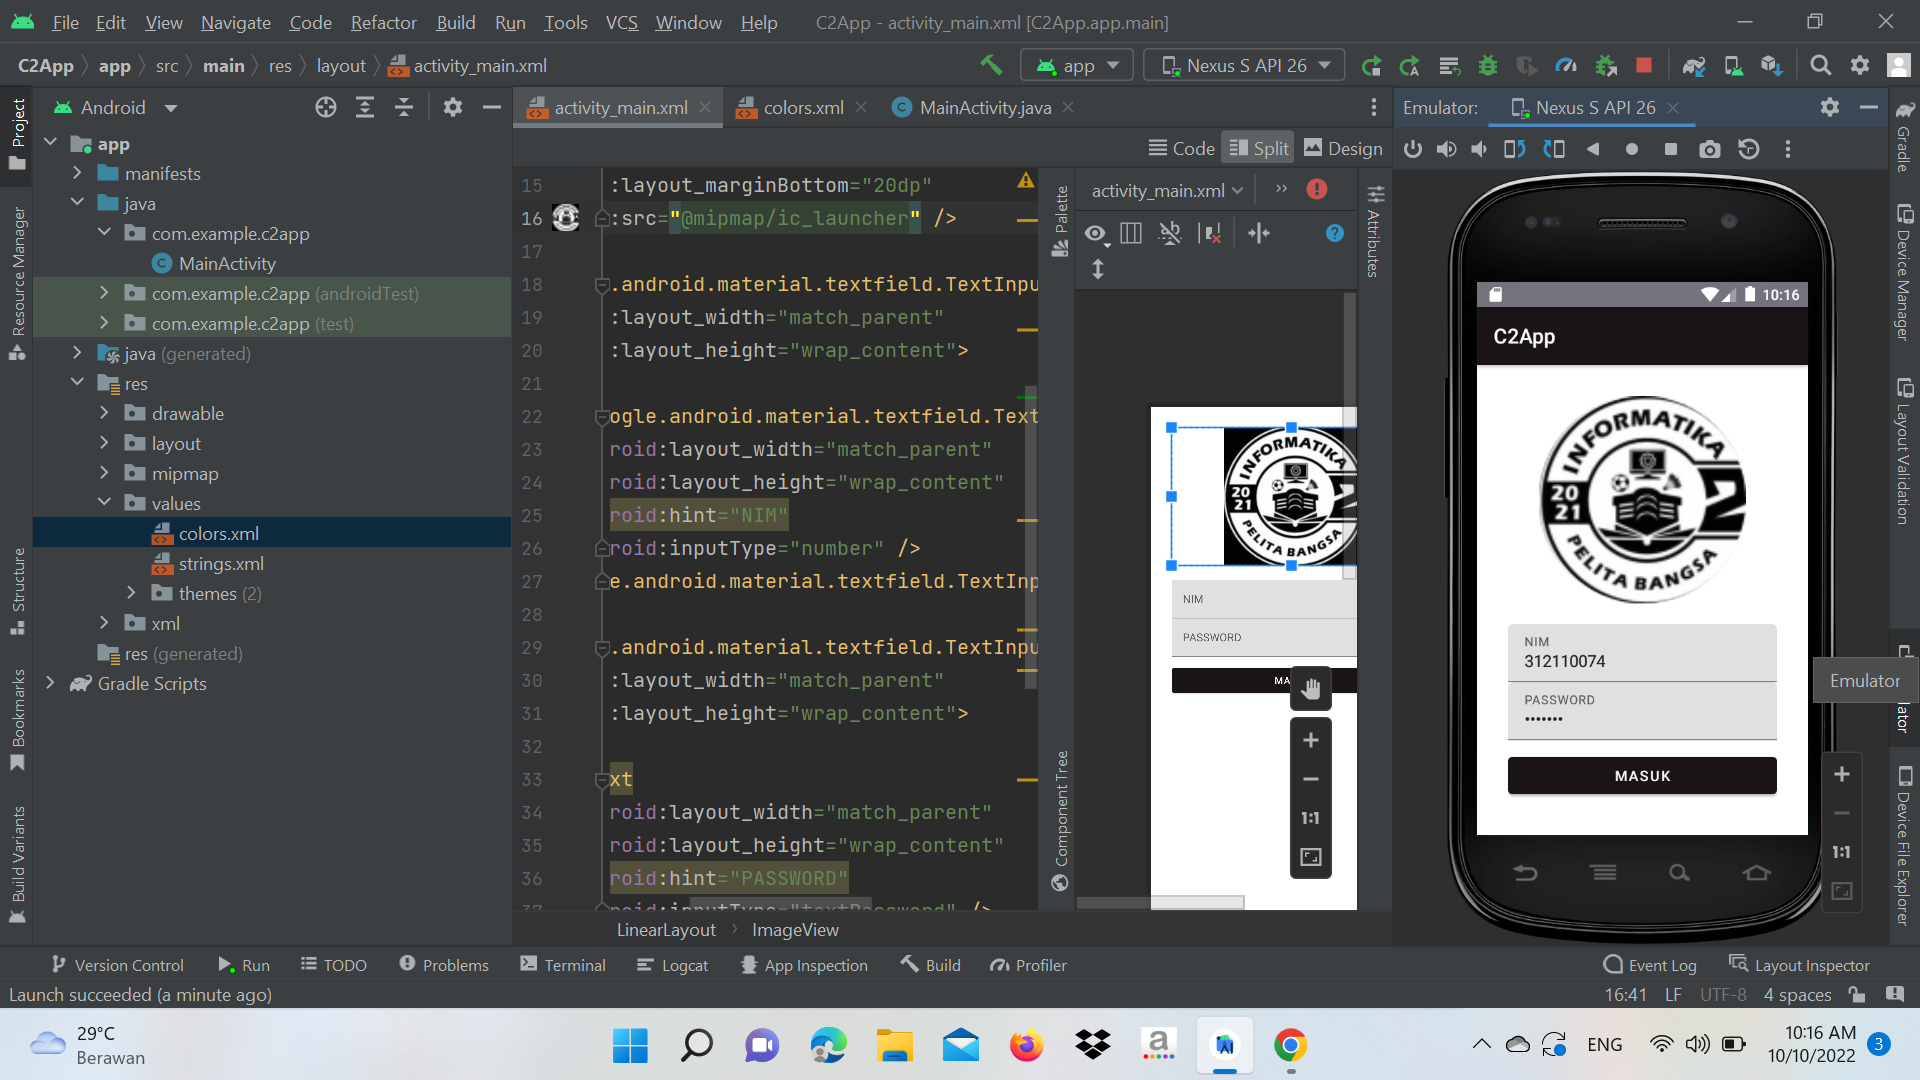 File Edit View Navigate Code Refactor Build Run Tools VCS Window Help C2App - activity_main.xml [C2App.app.main]
C2App app src main res layout activity_main.xml
app Nexus S API 26
Project
Resource Manager
Structure
Bookmarks
Build Variants
Android
app
manifests
java
com.example.c2app
MainActivity
com.example.c2app (androidTest)
com.example.c2app (test)
java (generated)
res
drawable
layout
mipmap
values
colors.xml
strings.xml
themes (2)
xml
res (generated)
Gradle Scripts
activity_main.xml colors.xml MainActivity.java
Code Split Design
15 :layout_marginBottom="20dp"
16 :src="@mipmap/ic_launcher" />
17
18 .android.material.textfield.TextInpu
19 :layout_width="match_parent"
20 :layout_height="wrap_content">
21
22 ogle.android.material.textfield.Text
23 roid:layout_width="match_parent"
24 roid:layout_height="wrap_content"
25 roid:hint="NIM"
26 roid:inputType="number" />
27 e.android.material.textfield.TextInp
28
29 .android.material.textfield.TextInpu
30 :layout_width="match_parent"
31 :layout_height="wrap_content">
32
33 xt
34 roid:layout_width="match_parent"
35 roid:layout_height="wrap_content"
36 roid:hint="PASSWORD"
37 roid:inputType="textPassword" />
LinearLayout ImageView
Palette
Component Tree
activity_main.xml
Attributes
INFORMATIKA
2021
PELITA BANGSA
NIM
PASSWORD
MA
1:1
Emulator: Nexus S API 26
10:16
C2App
INFORMATIKA
2021
PELITA BANGSA
NIM
312110074
PASSWORD
•••••••
MASUK
1:1
Gradle
Device Manager
Layout Validation
Emulator
lator
Device File Explorer
Version Control Run TODO Problems Terminal Logcat App Inspection Build Profiler Event Log Layout Inspector
Launch succeeded (a minute ago) 16:41 LF UTF-8 4 spaces
29°C
Berawan
ENG
10:16 AM
10/10/2022
3